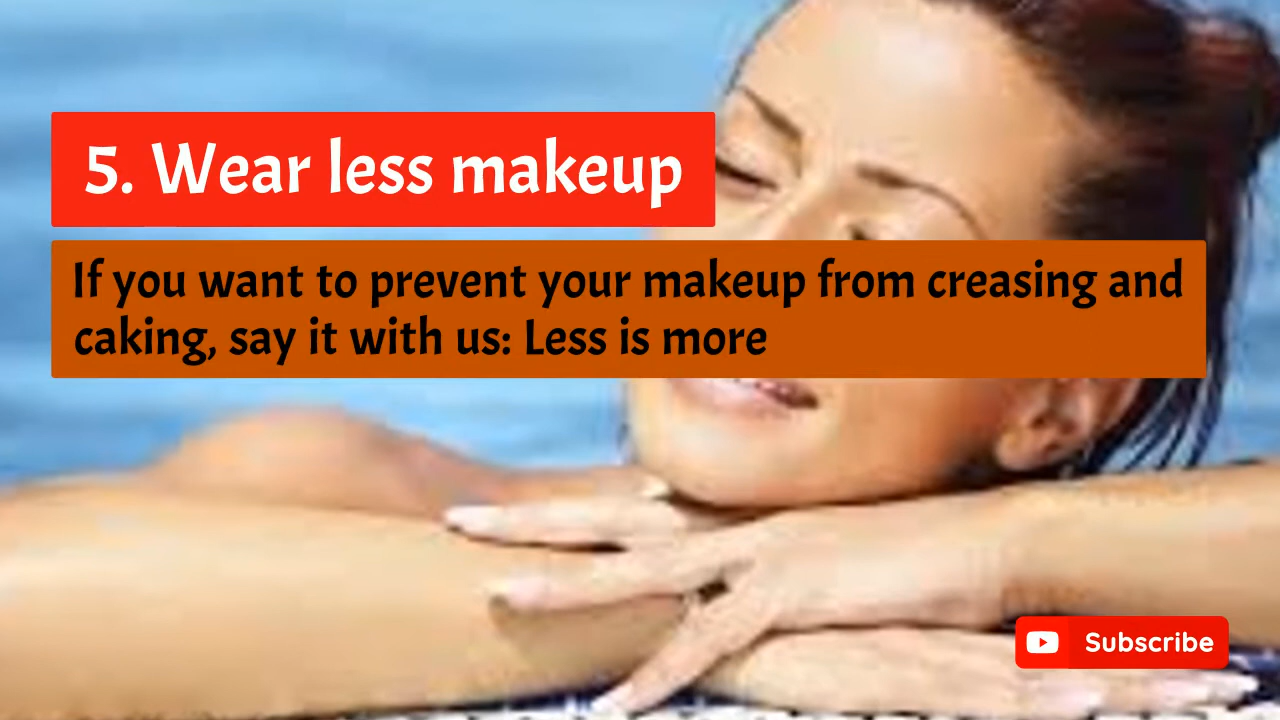 5. Wear less makeup
If you want to prevent your makeup from creasing and
caking, say it with us: Less is more
Subscribe